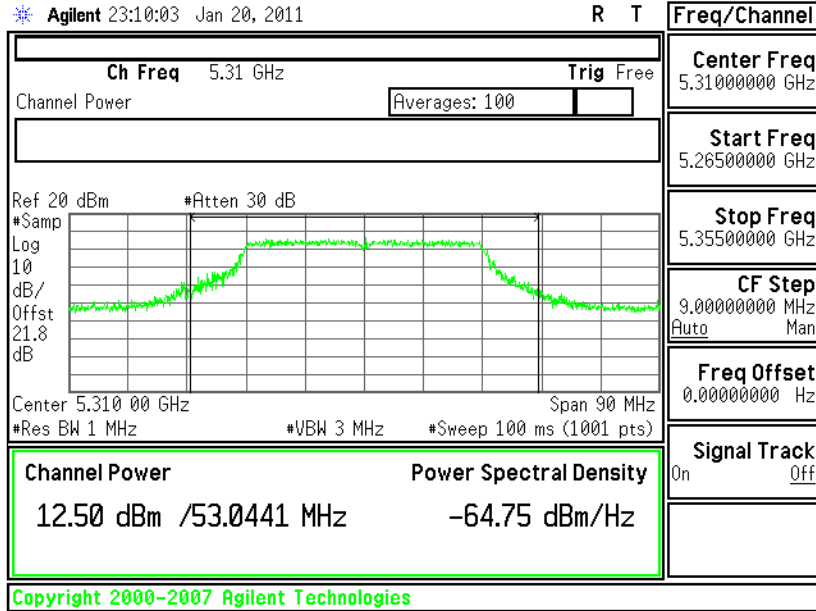 Agilent 23:10:03 Jan 20, 2011 R T
Freq/Channel
Ch Freq 5.31 GHz Trig Free
Channel Power Averages: 100
Ref 20 dBm #Atten 30 dB
#Samp
Log
10
dB/
Offst
21.8
dB
Center 5.310 00 GHz Span 90 MHz
#Res BW 1 MHz #VBW 3 MHz #Sweep 100 ms (1001 pts)
Channel Power Power Spectral Density
12.50 dBm /53.0441 MHz -64.75 dBm/Hz
Center Freq
5.31000000 GHz
Start Freq
5.26500000 GHz
Stop Freq
5.35500000 GHz
CF Step
9.00000000 MHz
Auto Man
Freq Offset
0.00000000 Hz
Signal Track
On Off
Copyright 2000-2007 Agilent Technologies